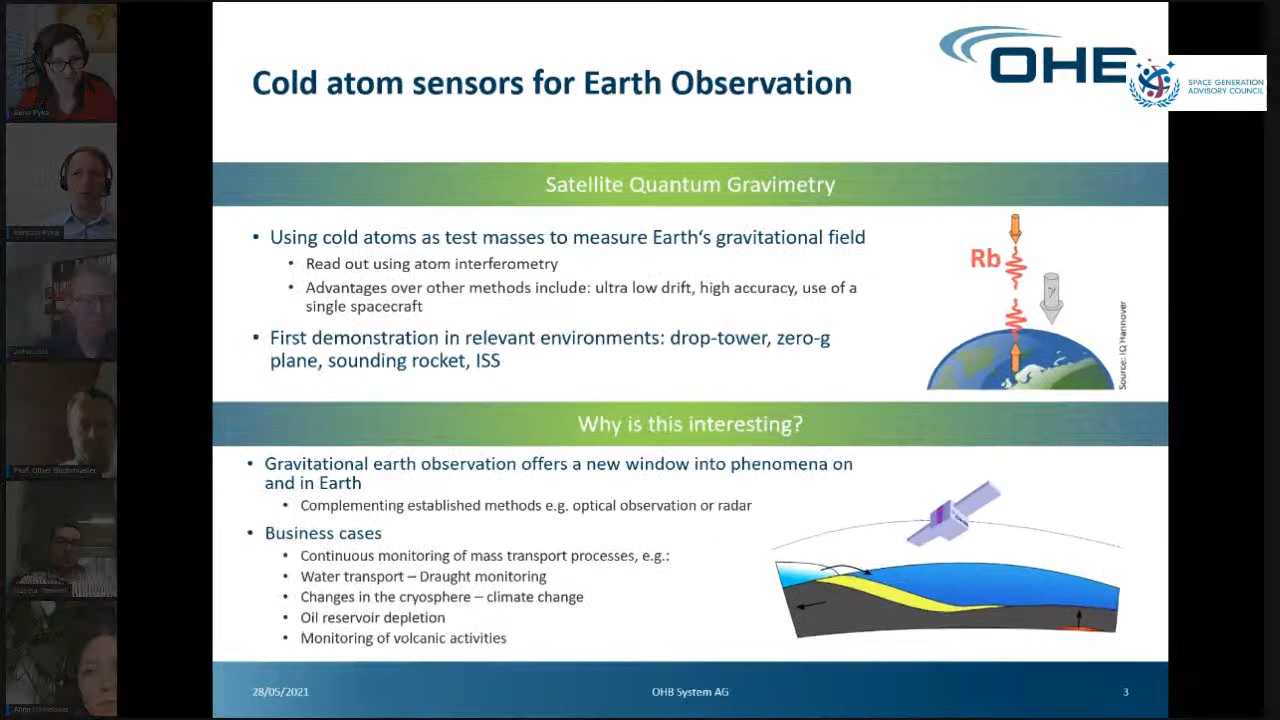 Cold atom sensors for Earth Observation
OHB
SPACE GENERATION
ADVISORY COUNCIL
Satellite Quantum Gravimetry
• Using cold atoms as test masses to measure Earth‘s gravitational field
• Read out using atom interferometry
• Advantages over other methods include: ultra low drift, high accuracy, use of a
single spacecraft
• First demonstration in relevant environments: drop-tower, zero-g
plane, sounding rocket, ISS
Rb
Source: IQ Hannover
Why is this interesting?
• Gravitational earth observation offers a new window into phenomena on
and in Earth
• Complementing established methods e.g. optical observation or radar
• Business cases
• Continuous monitoring of mass transport processes, e.g.:
• Water transport – Draught monitoring
• Changes in the cryosphere – climate change
• Oil reservoir depletion
• Monitoring of volcanic activities
28/05/2021
OHB System AG
3
Pyka
Pyka
Prof. Oliver
Aline